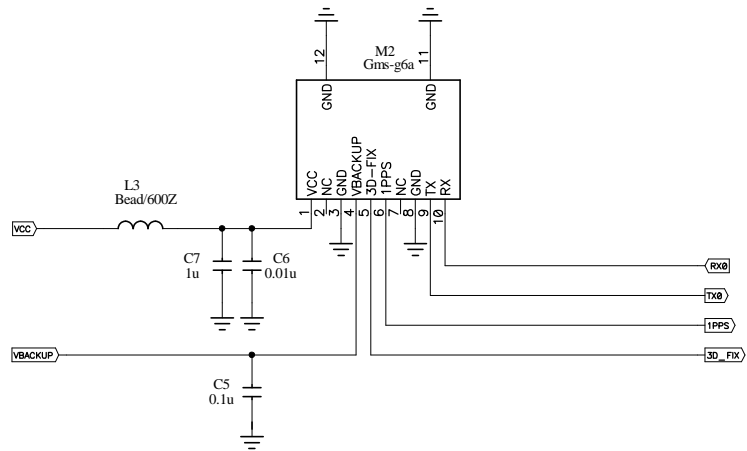 12
M2
Gms-g6a
11
GND
GND
VCC
NC
GND
VBACKUP
3D-FIX
1PPS
NC
GND
TX
RX
1
2
3
4
5
6
7
8
9
10
L3
Bead/600Z
VCC
C7
1u
C6
0.01u
RX0
TX0
1PPS
VBACKUP
3D_FIX
C5
0.1u